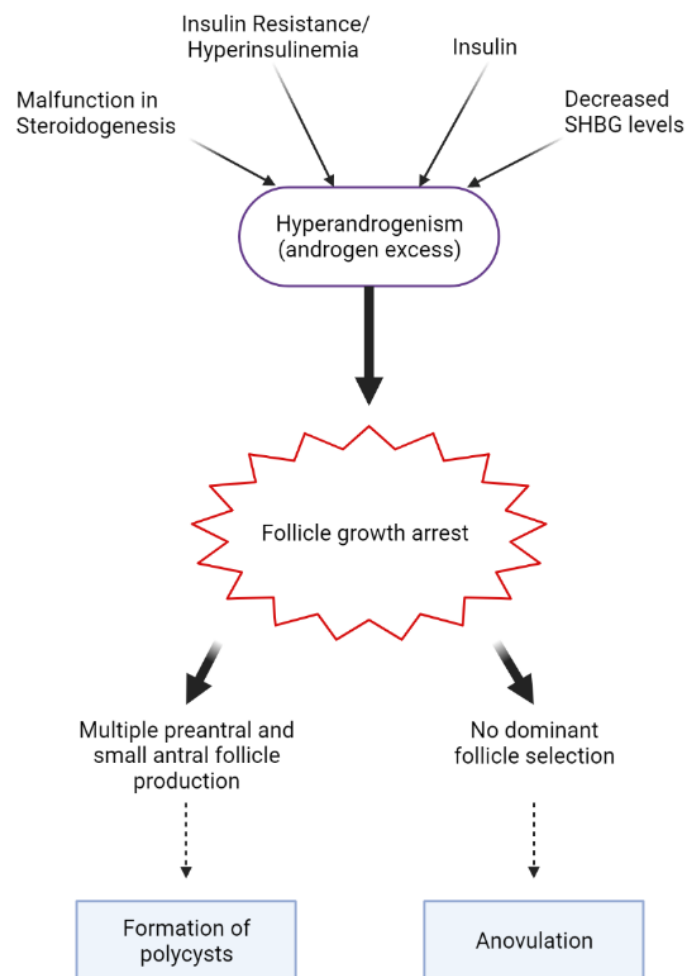 Insulin Resistance/
Hyperinsulinemia
Insulin
Malfunction in
Steroidogenesis
Decreased
SHBG levels
Hyperandrogenism
(androgen excess)
Follicle growth arrest
Multiple preantral and
small antral follicle
production
No dominant
follicle selection
Formation of
polycysts
Anovulation